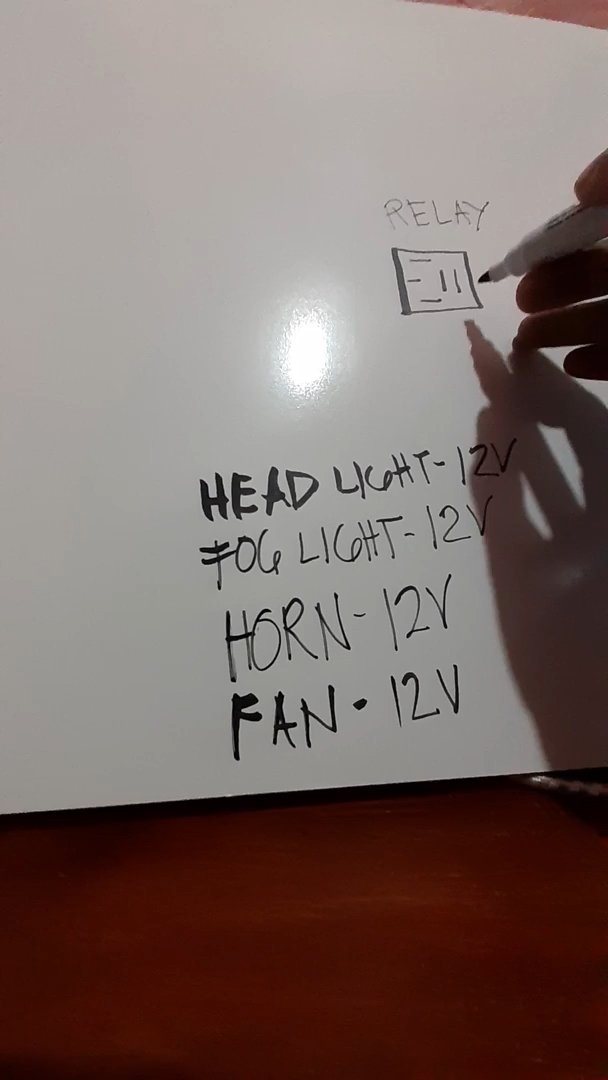 RELAY
HEAD LIGHT-12V
FOG LIGHT-12V
HORN-12V
FAN • 12V